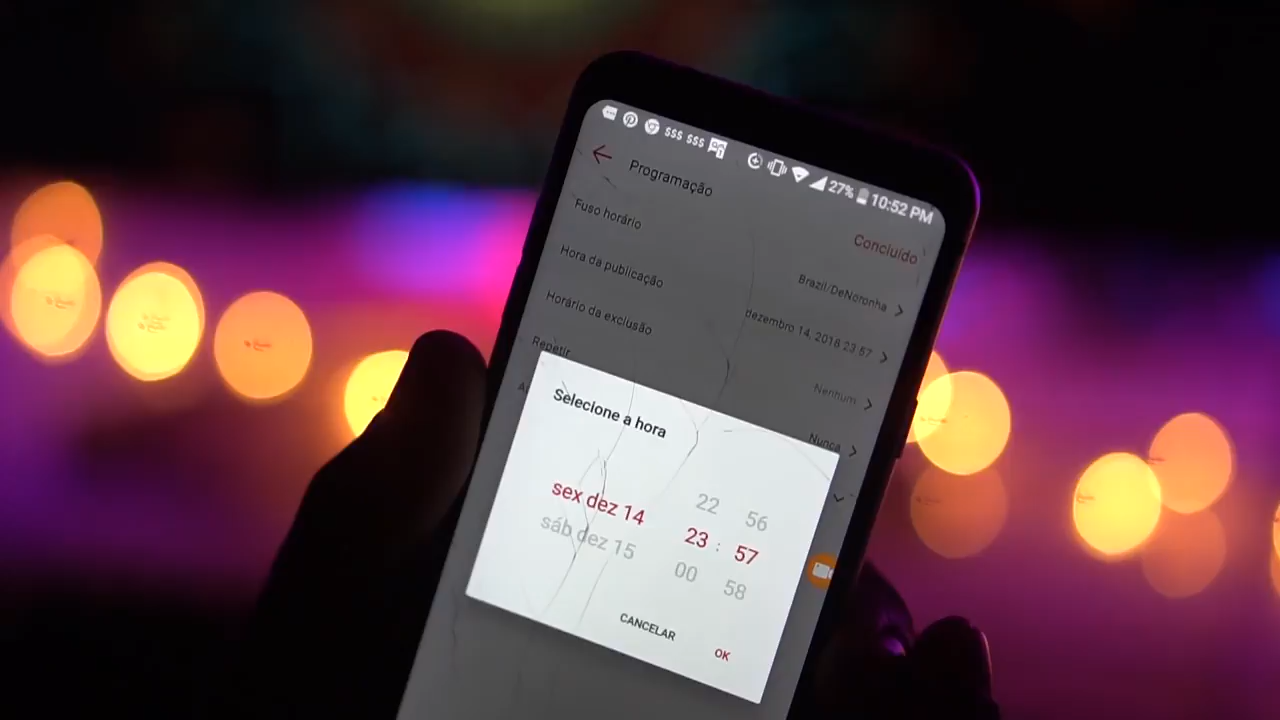 27% 10:52 PM
Programação
Concluído
Fuso horário
Brazil/DeNoronha
Hora da publicação
dezembro 14, 2018 23:57
Horário da exclusão
Nenhum
Repetir
Nunca
Selecione a hora
22 56
sex dez 14 23 : 57
sáb dez 15 00 58
CANCELAR OK